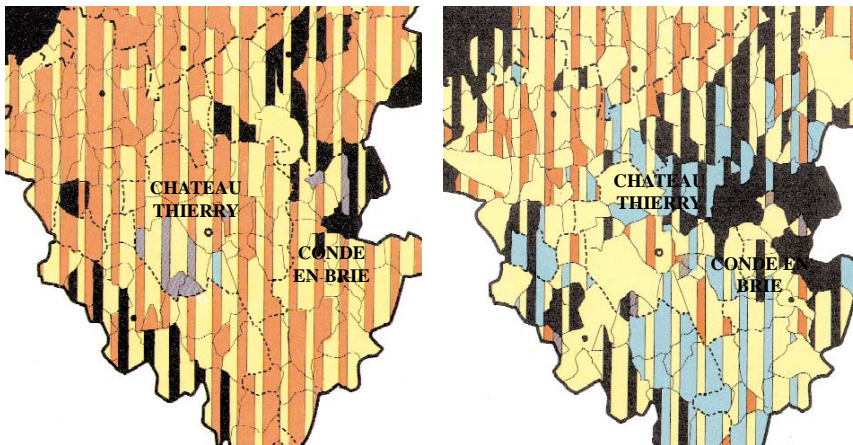 CHATEAU
THIERRY
CONDE
EN BRIE
CHATEAU
THIERRY
CONDE EN
BRIE